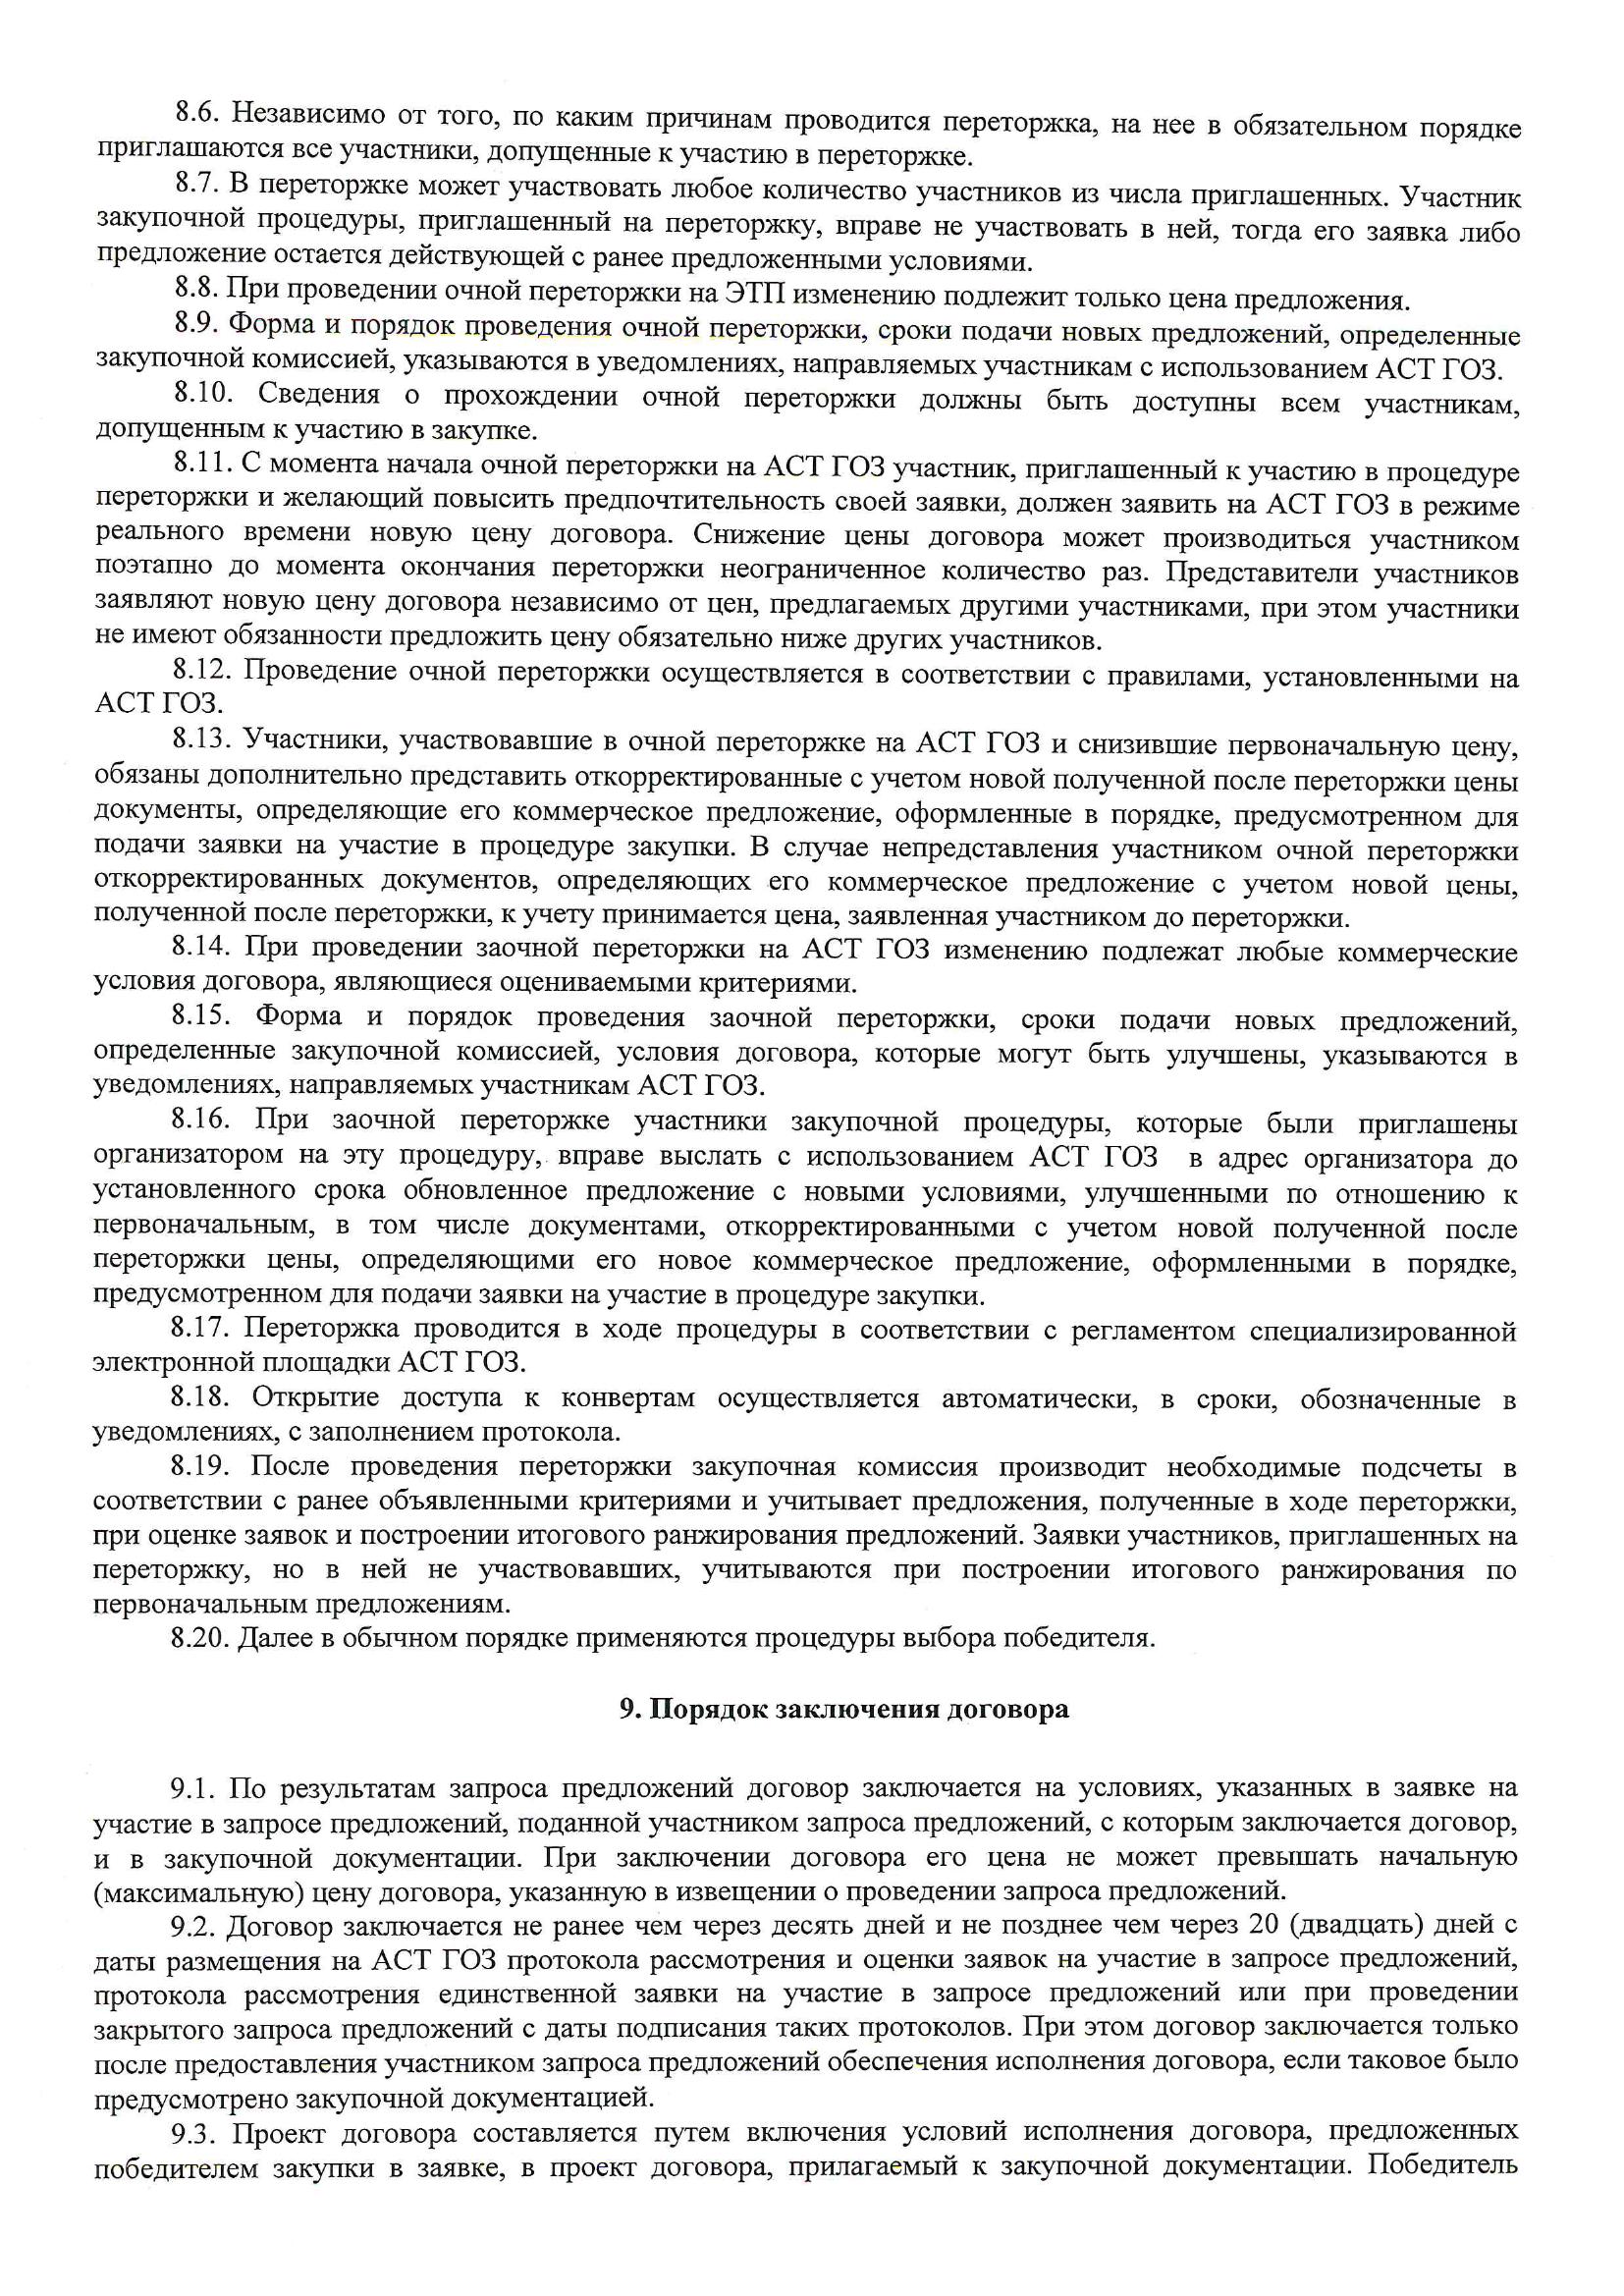 8.6. Независимо от того, по каким причинам проводится переторжка, на нее в обязательном порядке
приглашаются все участники, допущенные к участию в переторжке.
8.7. В переторжке может участвовать любое количество участников из числа приглашенных. Участник
закупочной процедуры, приглашенный на переторжку, вправе не участвовать в ней, тогда его заявка либо
предложение остается действующей с ранее предложенными условиями.
8.8. При проведении очной переторжки на ЭТП изменению подлежит только цена предложения.
8.9. Форма и порядок проведения очной переторжки, сроки подачи новых предложений, определенные
закупочной комиссией, указываются в уведомлениях, направляемых участникам с использованием АСТ ГОЗ.
8.10. Сведения о прохождении очной переторжки должны быть доступны всем участникам,
допущенным к участию в закупке.
8.11. С момента начала очной переторжки на АСТ ГОЗ участник, приглашенный к участию в процедуре
переторжки и желающий повысить предпочтительность своей заявки, должен заявить на АСТ ГОЗ в режиме
реального времени новую цену договора. Снижение цены договора может производиться участником
поэтапно до момента окончания переторжки неограниченное количество раз. Представители участников
заявляют новую цену договора независимо от цен, предлагаемых другими участниками, при этом участники
не имеют обязанности предложить цену обязательно ниже других участников.
8.12. Проведение очной переторжки осуществляется в соответствии с правилами, установленными на
АСТ ГОЗ.
8.13. Участники, участвовавшие в очной переторжке на АСТ ГОЗ и снизившие первоначальную цену,
обязаны дополнительно представить откорректированные с учетом новой полученной после переторжки цены
документы, определяющие его коммерческое предложение, оформленные в порядке, предусмотренном для
подачи заявки на участие в процедуре закупки. В случае непредставления участником очной переторжки
откорректированных документов, определяющих его коммерческое предложение с учетом новой цены,
полученной после переторжки, к учету принимается цена, заявленная участником до переторжки.
8.14. При проведении заочной переторжки на АСТ ГОЗ изменению подлежат любые коммерческие
условия договора, являющиеся оцениваемыми критериями.
8.15. Форма и порядок проведения заочной переторжки, сроки подачи новых предложений,
определенные закупочной комиссией, условия договора, которые могут быть улучшены, указываются в
уведомлениях, направляемых участникам АСТ ГОЗ.
8.16. При заочной переторжке участники закупочной процедуры, которые были приглашены
организатором на эту процедуру, вправе выслать с использованием АСТ ГОЗ в адрес организатора до
установленного срока обновленное предложение с новыми условиями, улучшенными по отношению к
первоначальным, в том числе документами, откорректированными с учетом новой полученной после
переторжки цены, определяющими его новое коммерческое предложение, оформленными в порядке,
предусмотренном для подачи заявки на участие в процедуре закупки.
8.17. Переторжка проводится в ходе процедуры в соответствии с регламентом специализированной
электронной площадки АСТ ГОЗ.
8.18. Открытие доступа к конвертам осуществляется автоматически, в сроки, обозначенные в
уведомлениях, с заполнением протокола.
8.19. После проведения переторжки закупочная комиссия производит необходимые подсчеты в
соответствии с ранее объявленными критериями и учитывает предложения, полученные в ходе переторжки,
при оценке заявок и построении итогового ранжирования предложений. Заявки участников, приглашенных на
переторжку, но в ней не участвовавших, учитываются при построении итогового ранжирования по
первоначальным предложениям.
8.20. Далее в обычном порядке применяются процедуры выбора победителя.
9. Порядок заключения договора
9.1. По результатам запроса предложений договор заключается на условиях, указанных в заявке на
участие в запросе предложений, поданной участником запроса предложений, с которым заключается договор,
и в закупочной документации. При заключении договора его цена не может превышать начальную
(максимальную) цену договора, указанную в извещении о проведении запроса предложений.
9.2. Договор заключается не ранее чем через десять дней и не позднее чем через 20 (двадцать) дней с
даты размещения на АСТ ГОЗ протокола рассмотрения и оценки заявок на участие в запросе предложений,
протокола рассмотрения единственной заявки на участие в запросе предложений или при проведении
закрытого запроса предложений с даты подписания таких протоколов. При этом договор заключается только
после предоставления участником запроса предложений обеспечения исполнения договора, если таковое было
предусмотрено закупочной документацией.
9.3. Проект договора составляется путем включения условий исполнения договора, предложенных
победителем закупки в заявке, в проект договора, прилагаемый к закупочной документации. Победитель